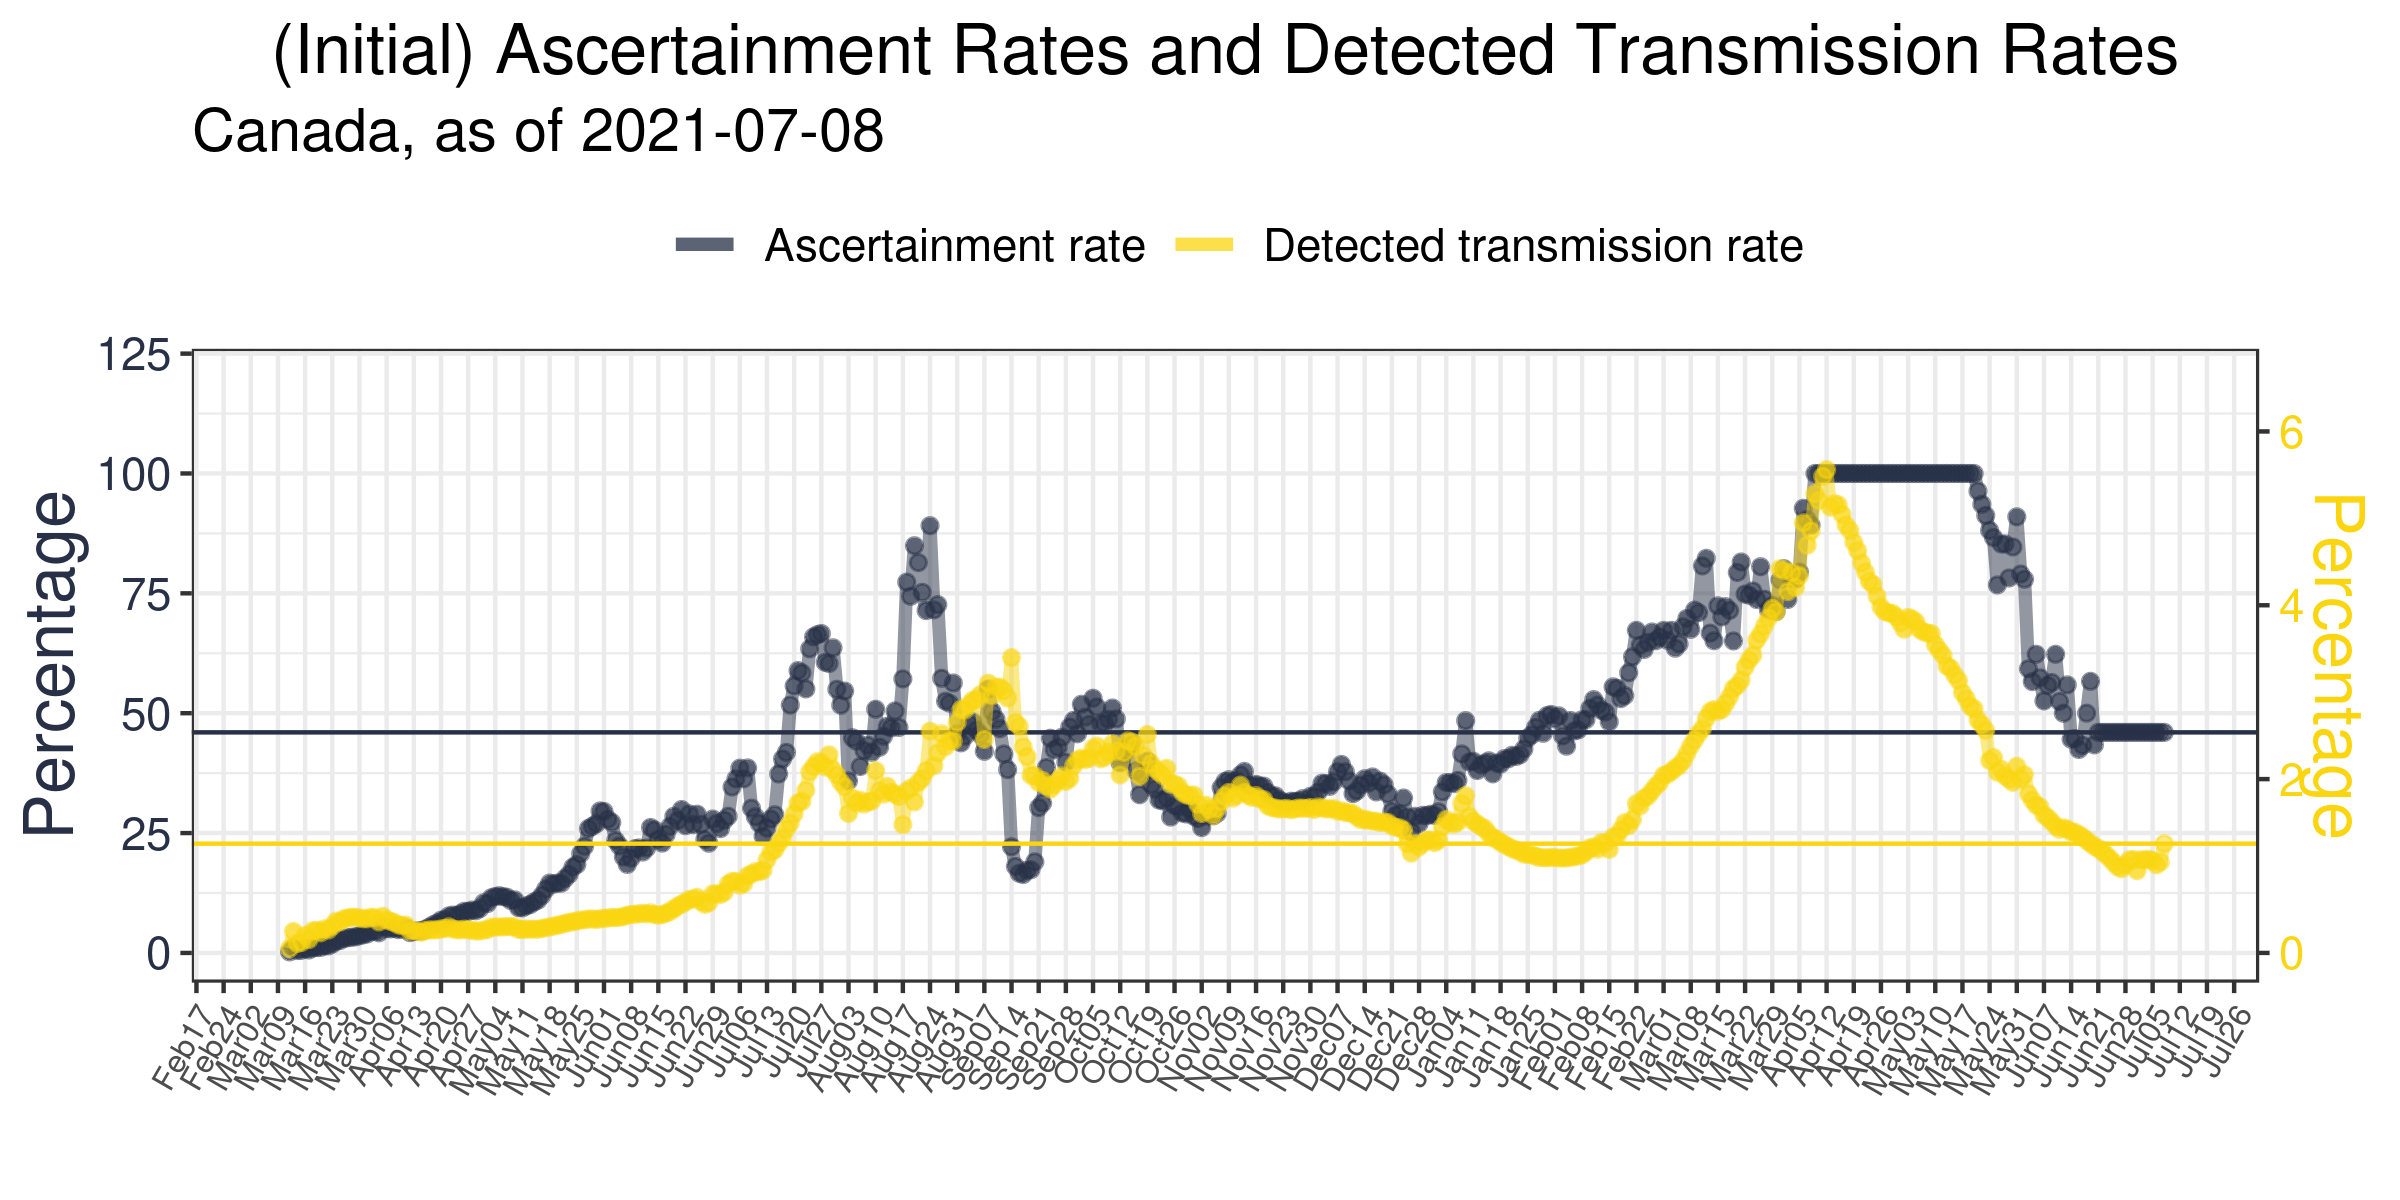 (Initial) Ascertainment Rates and Detected Transmission Rates
Canada, as of 2021-07-08
Ascertainment rate
Detected transmission rate
Percentage
125
100
75
50
25
0
6
4
2
0
Percentage
Feb17
Feb24
Mar02
Mar09
Mar16
Mar23
Mar30
Apr06
Apr13
Apr20
Apr27
May04
May11
May18
May25
Jun01
Jun08
Jun15
Jun22
Jun29
Jul06
Jul13
Jul20
Jul27
Aug03
Aug10
Aug17
Aug24
Aug31
Sep07
Sep14
Sep21
Sep28
Oct05
Oct12
Oct19
Oct26
Nov02
Nov09
Nov16
Nov23
Nov30
Dec07
Dec14
Dec21
Dec28
Jan04
Jan11
Jan18
Jan25
Feb01
Feb08
Feb15
Feb22
Mar01
Mar08
Mar15
Mar22
Mar29
Apr05
Apr12
Apr19
Apr26
May03
May10
May17
May24
May31
Jun07
Jun14
Jun21
Jun28
Jul05
Jul12
Jul19
Jul26